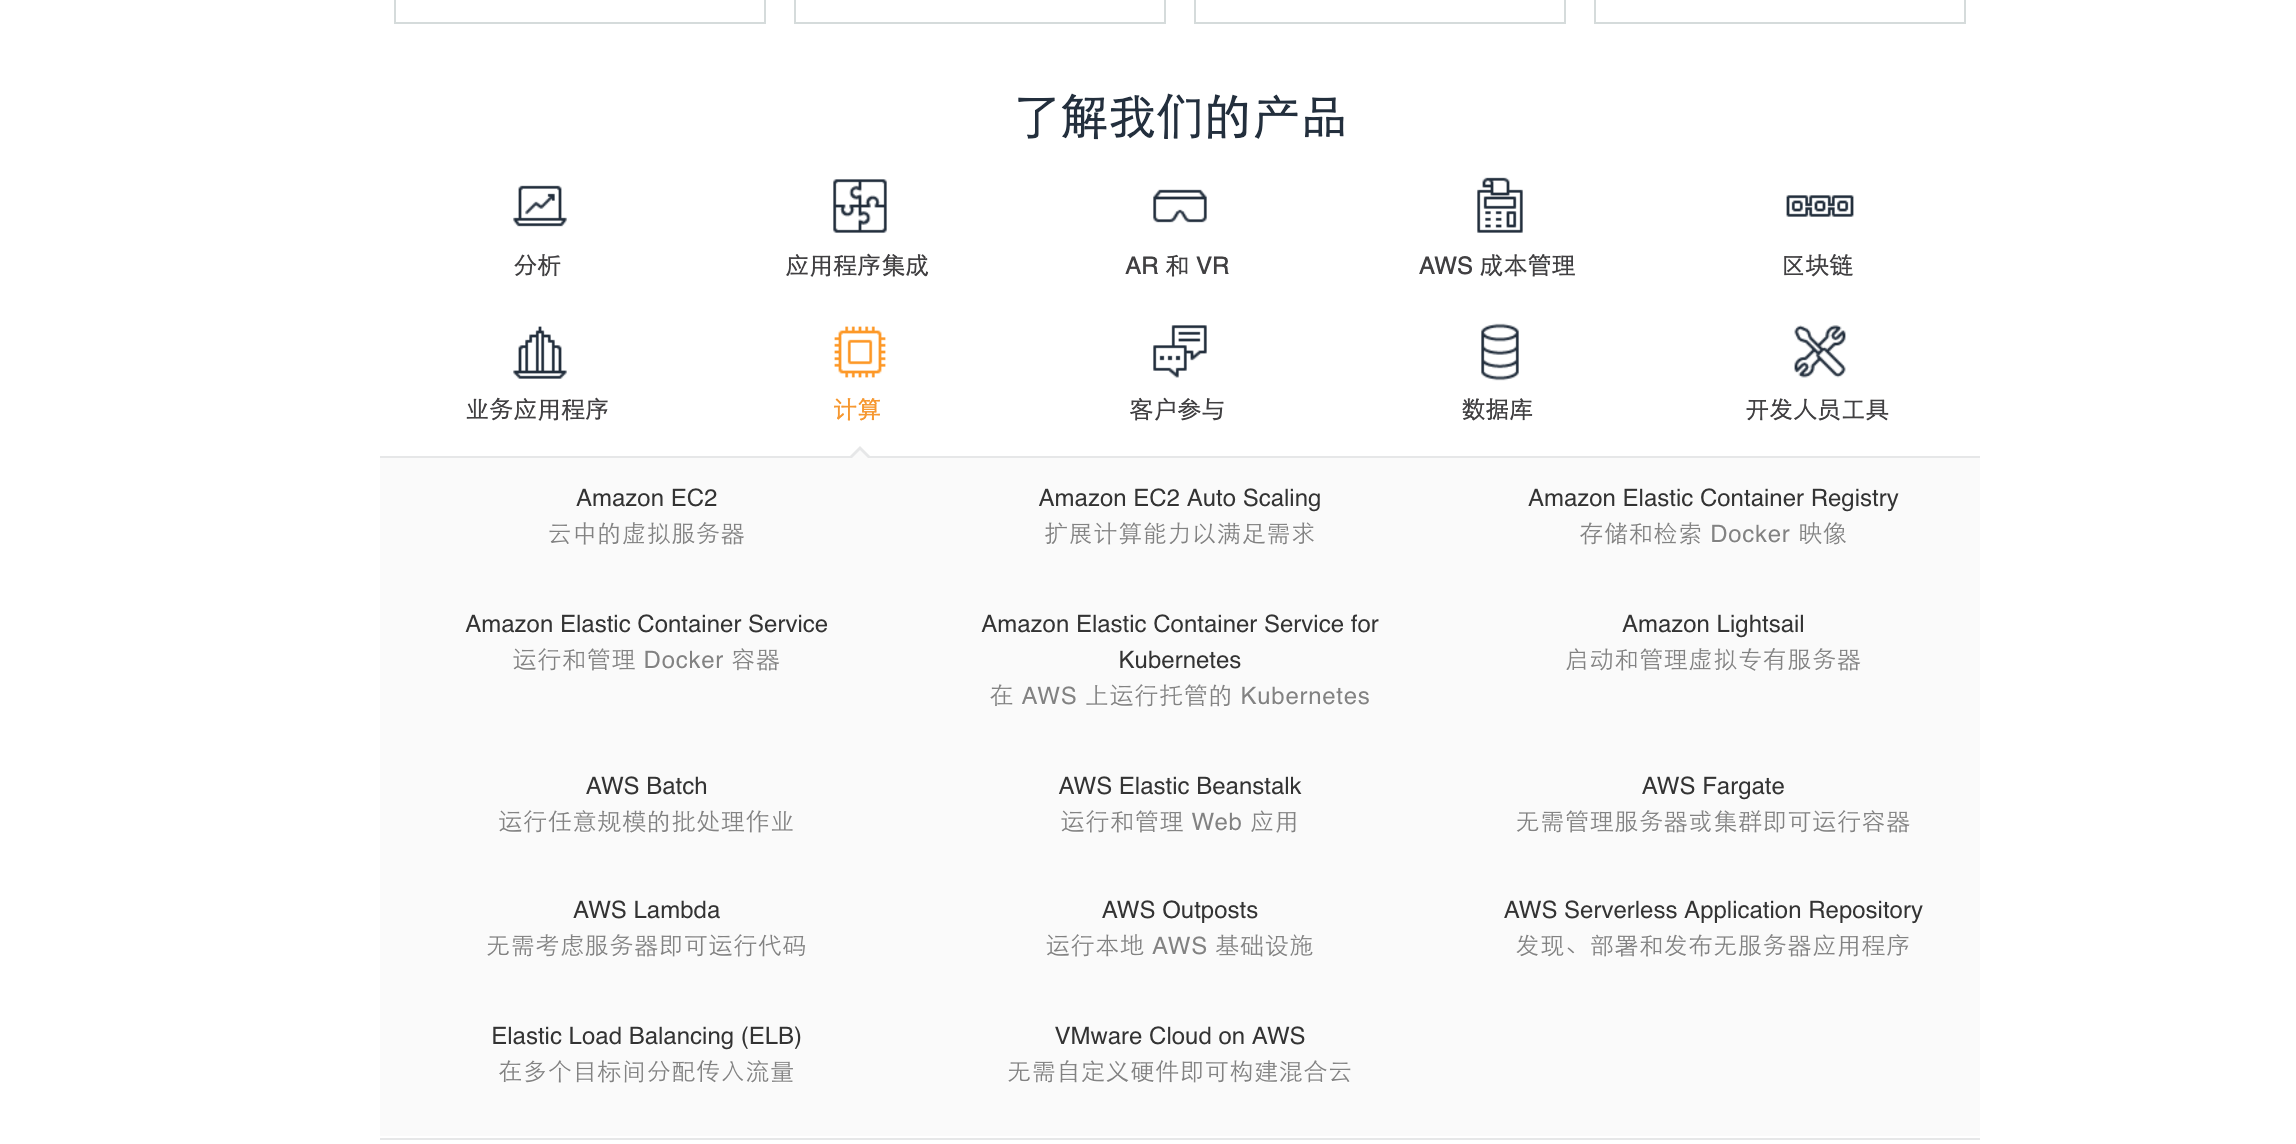 了解我们的产品
分析
应用程序集成
AR 和 VR
AWS 成本管理
区块链
业务应用程序
计算
客户参与
数据库
开发人员工具
Amazon EC2
云中的虚拟服务器
Amazon EC2 Auto Scaling
扩展计算能力以满足需求
Amazon Elastic Container Registry
存储和检索 Docker 映像
Amazon Elastic Container Service
运行和管理 Docker 容器
Amazon Elastic Container Service for
Kubernetes
在 AWS 上运行托管的 Kubernetes
Amazon Lightsail
启动和管理虚拟专有服务器
AWS Batch
运行任意规模的批处理作业
AWS Elastic Beanstalk
运行和管理 Web 应用
AWS Fargate
无需管理服务器或集群即可运行容器
AWS Lambda
无需考虑服务器即可运行代码
AWS Outposts
运行本地 AWS 基础设施
AWS Serverless Application Repository
发现、部署和发布无服务器应用程序
Elastic Load Balancing (ELB)
在多个目标间分配传入流量
VMware Cloud on AWS
无需自定义硬件即可构建混合云